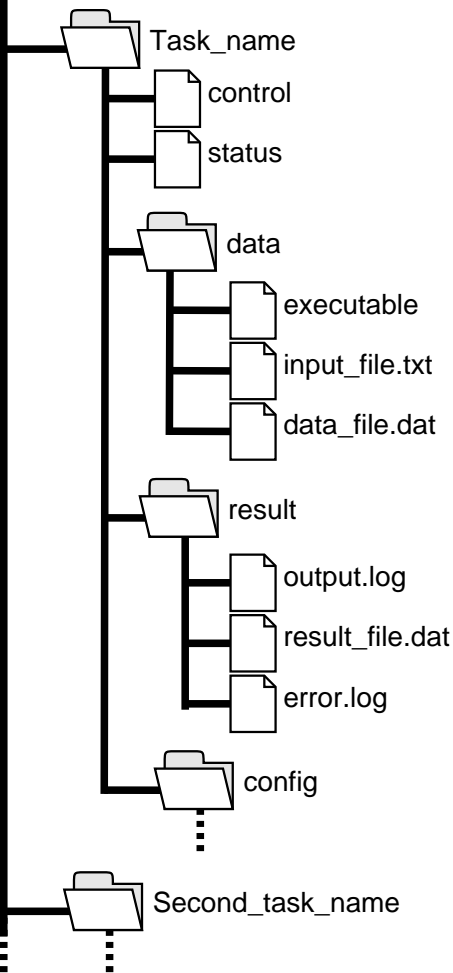 Task_name
control
status
data
executable
input_file.txt
data_file.dat
result
output.log
result_file.dat
error.log
config
Second_task_name